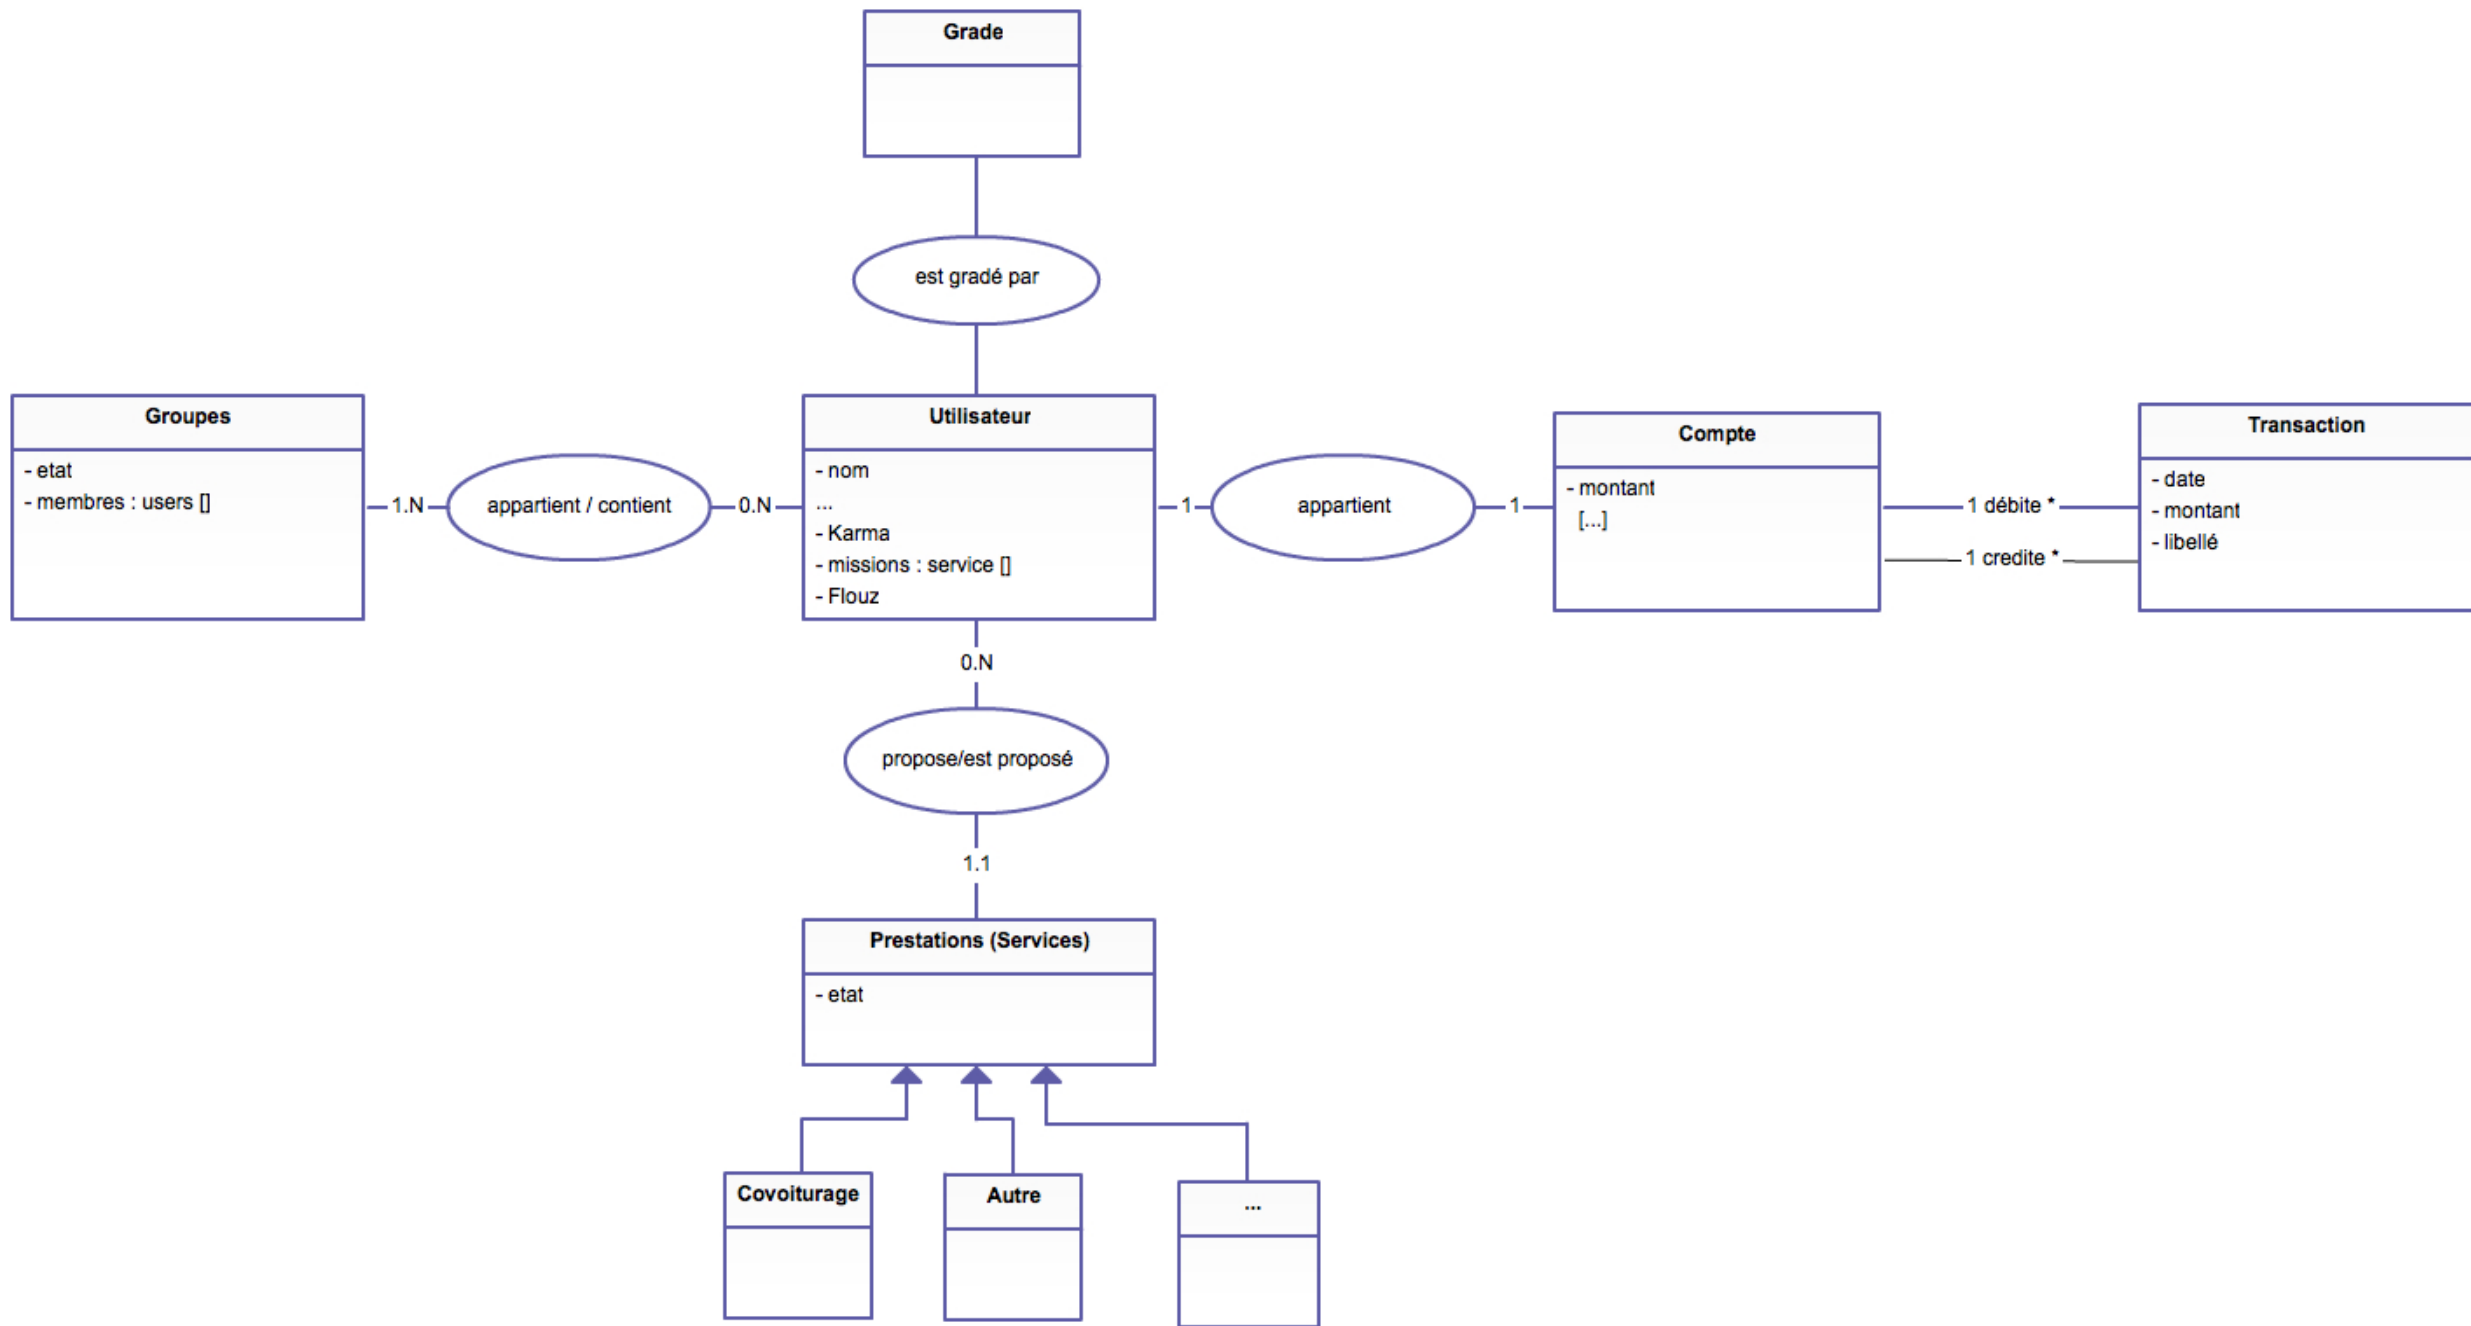 Grade
est gradé par
Groupes
- etat
- membres : users []
1.N
appartient / contient
0.N
Utilisateur
- nom
...
- Karma
- missions : service []
- Flouz
1
appartient
1
Compte
- montant
[...]
1 débite *
1 credite *
Transaction
- date
- montant
- libellé
0.N
propose/est proposé
1.1
Prestations (Services)
- etat
Covoiturage
Autre
...